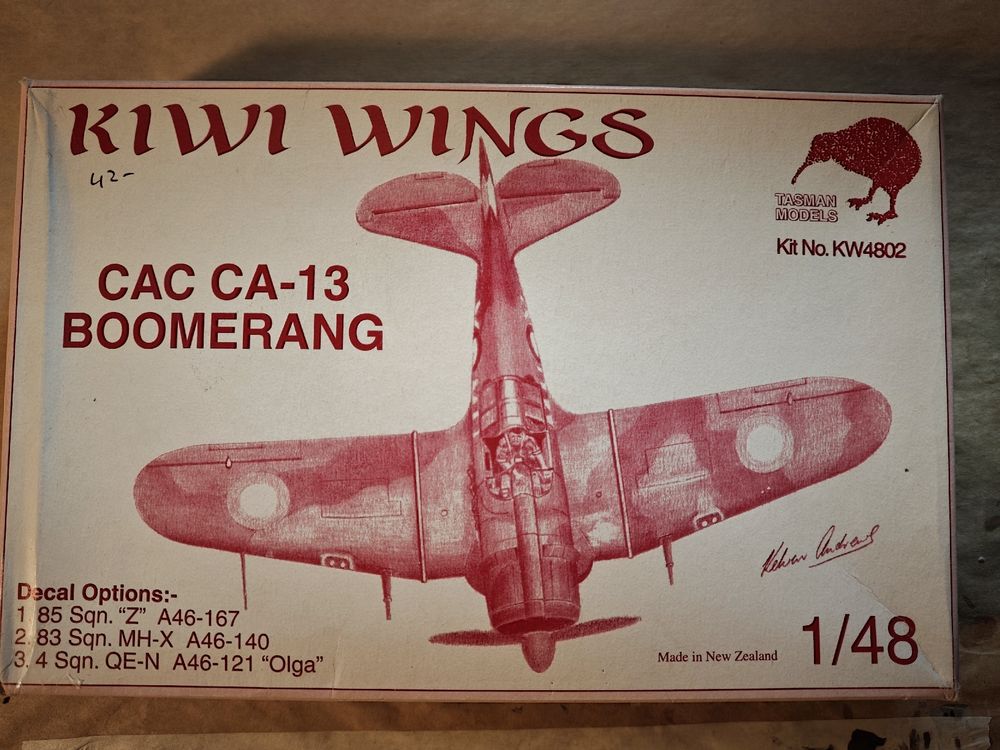 KIWI WINGS
42-
TASMAN
MODELS
Kit No. KW4802
CAC CA-13
BOOMERANG
Kelvin Andrews
Decal Options:-
1. 85 Sqn. “Z” A46-167
2. 83 Sqn. MH-X A46-140
3. 4 Sqn. QE-N A46-121 “Olga”
Made in New Zealand
1/48